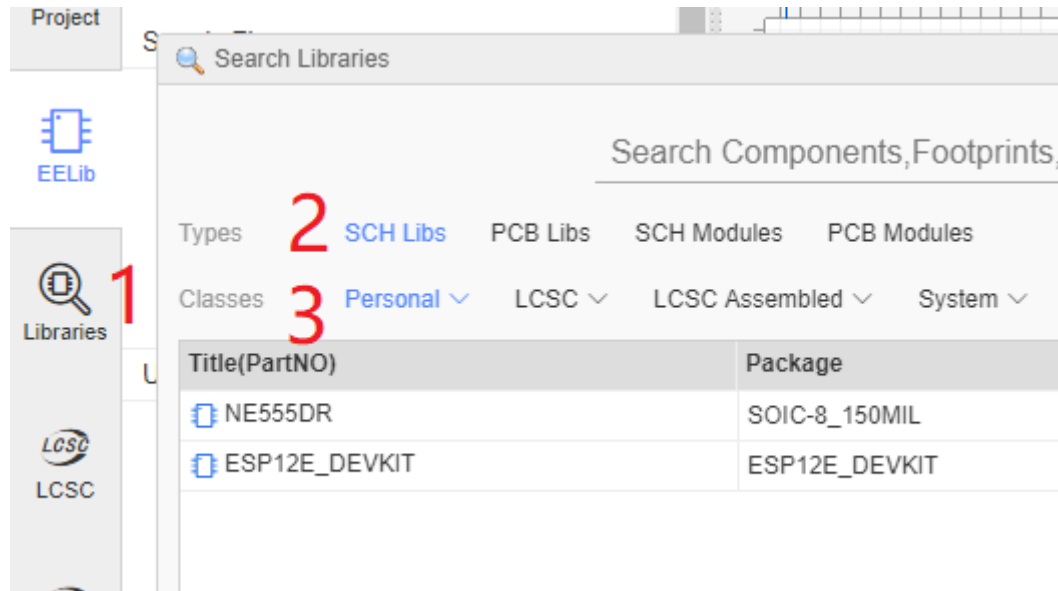 Project
Search Libraries
EELib
Search Components,Footprints,
Types 2 SCH Libs PCB Libs SCH Modules PCB Modules
1
Libraries
Classes 3 Personal LCSC LCSC Assembled System
Title(PartNO) Package
NE555DR SOIC-8_150MIL
ESP12E_DEVKIT ESP12E_DEVKIT
LCSC
LCSC